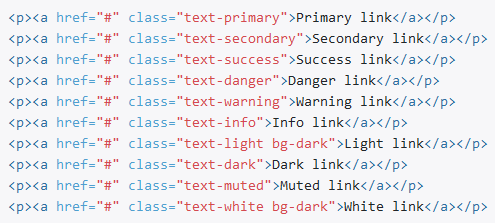 <p><a href="#" class="text-primary">Primary link</a></p>
<p><a href="#" class="text-secondary">Secondary link</a></p>
<p><a href="#" class="text-success">Success link</a></p>
<p><a href="#" class="text-danger">Danger link</a></p>
<p><a href="#" class="text-warning">Warning link</a></p>
<p><a href="#" class="text-info">Info link</a></p>
<p><a href="#" class="text-light bg-dark">Light link</a></p>
<p><a href="#" class="text-dark">Dark link</a></p>
<p><a href="#" class="text-muted">Muted link</a></p>
<p><a href="#" class="text-white bg-dark">White link</a></p>